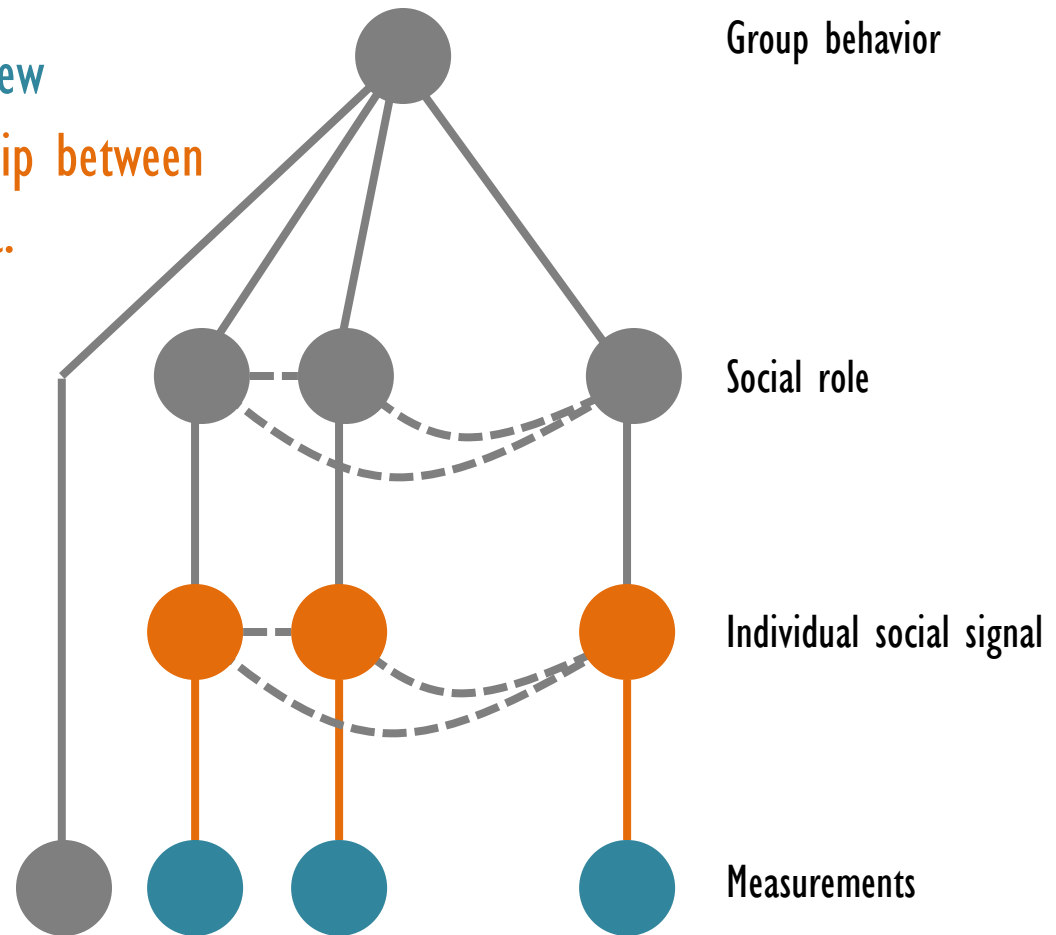 Group behavior
ew
ip between
Social role
Individual social signal
Measurements